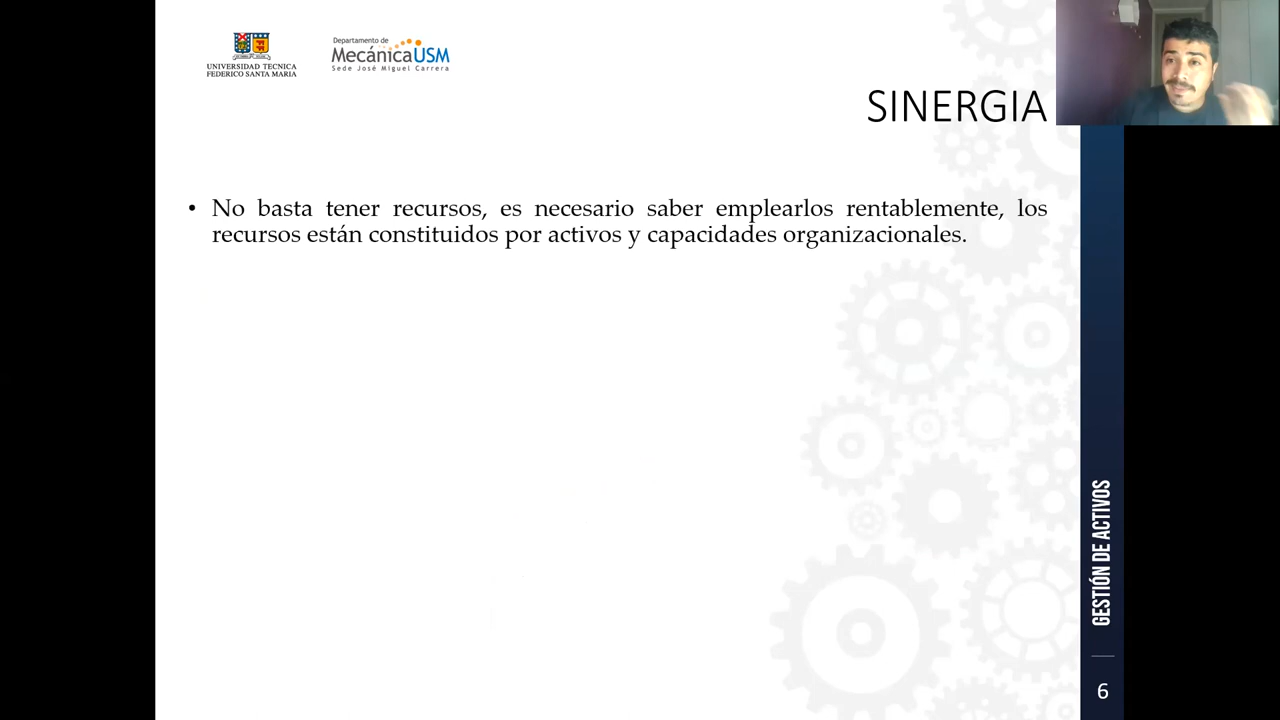 UNIVERSIDAD TECNICA
FEDERICO SANTA MARIA
Departamento de
MecánicaUSM
Sede José Miguel Carrera
SINERGIA
• No basta tener recursos, es necesario saber emplearlos rentablemente, los
recursos están constituidos por activos y capacidades organizacionales.
GESTIÓN DE ACTIVOS
6